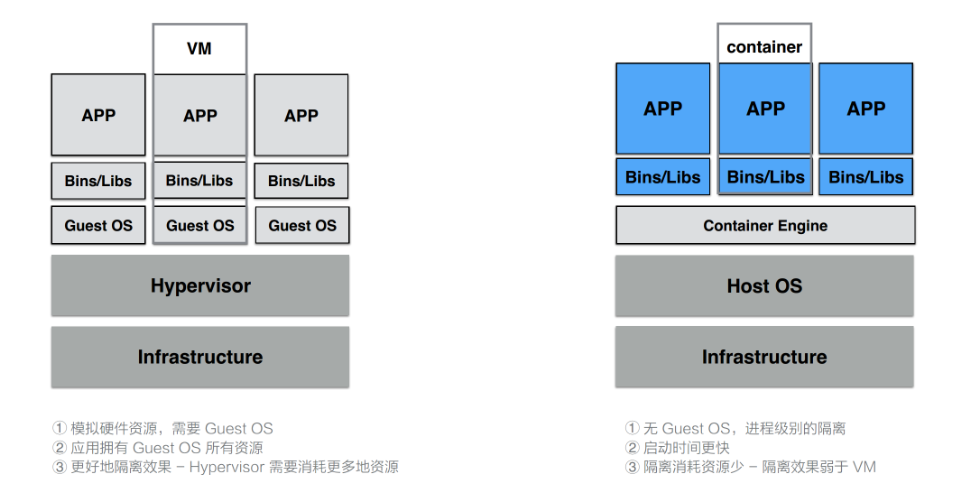 VM
APP
APP
APP
Bins/Libs
Bins/Libs
Bins/Libs
Guest OS
Guest OS
Guest OS
Hypervisor
Infrastructure
① 模拟硬件资源，需要 Guest OS
② 应用拥有 Guest OS 所有资源
③ 更好地隔离效果 – Hypervisor 需要消耗更多地资源
container
APP
APP
APP
Bins/Libs
Bins/Libs
Bins/Libs
Container Engine
Host OS
Infrastructure
① 无 Guest OS，进程级别的隔离
② 启动时间更快
③ 隔离消耗资源少 – 隔离效果弱于 VM